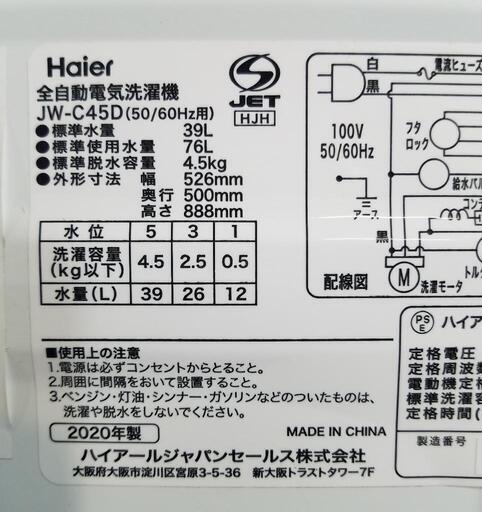 Haier
全自動電気洗濯機
JW-C45D(50/60Hz用)
●標準水量 39L
●標準使用水量 76L
●標準脱水容量 4.5kg
●外形寸法 幅 526mm
奥行 500mm
高さ 888mm
S
JET
HJH
水位 5 3 1
洗濯容量(kg以下) 4.5 2.5 0.5
水量(L) 39 26 12
白
電流ヒューズ
黒
100V
50/60Hz
フタ
ロック
給水バル
アース
コン
黒
M
トル
洗濯モータ
配線図
■使用上の注意
1.電源は必ずコンセントからとること。
2.周囲に間隔をおいて設置すること。
3.ベンジン・灯油・シンナー・ガソリンなどのついたものは、
洗濯や脱水をしないでください。
2020年製
MADE IN CHINA
ハイアールジャパンセールス株式会社
大阪府大阪市淀川区宮原3-5-36 新大阪トラストタワー7F
PS
E
ハイア
定格電圧
定格周波数
電動機定格
標準洗濯容
定格時間(
製造番号